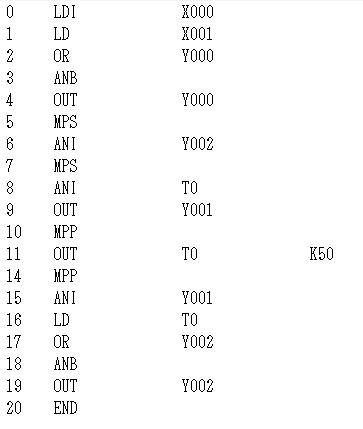 0 LDI X000
1 LD X001
2 OR Y000
3 ANB
4 OUT Y000
5 MPS
6 ANI Y002
7 MPS
8 ANI T0
9 OUT Y001
10 MPP
11 OUT T0 K50
14 MPP
15 ANI Y001
16 LD T0
17 OR Y002
18 ANB
19 OUT Y002
20 END